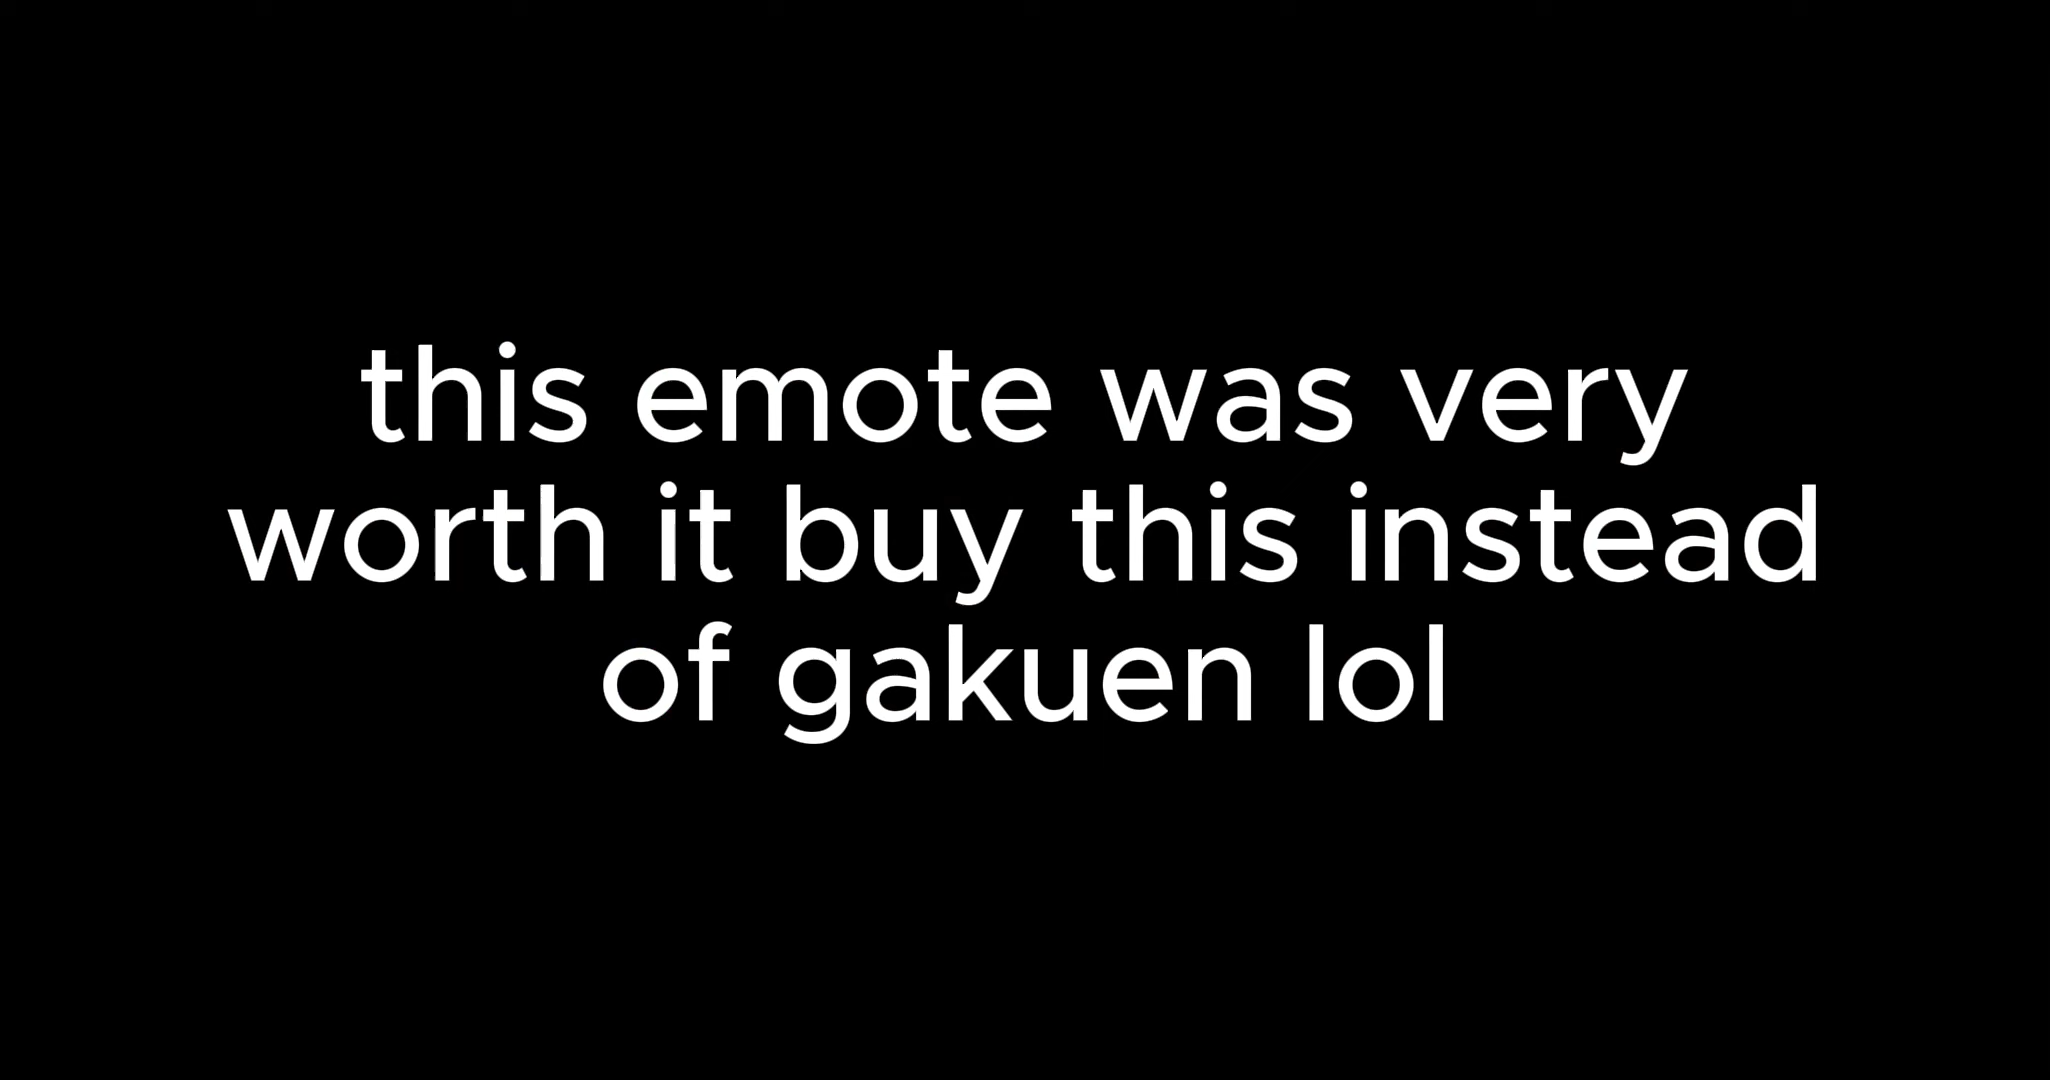 this emote was very
worth it buy this instead
of gakuen lol